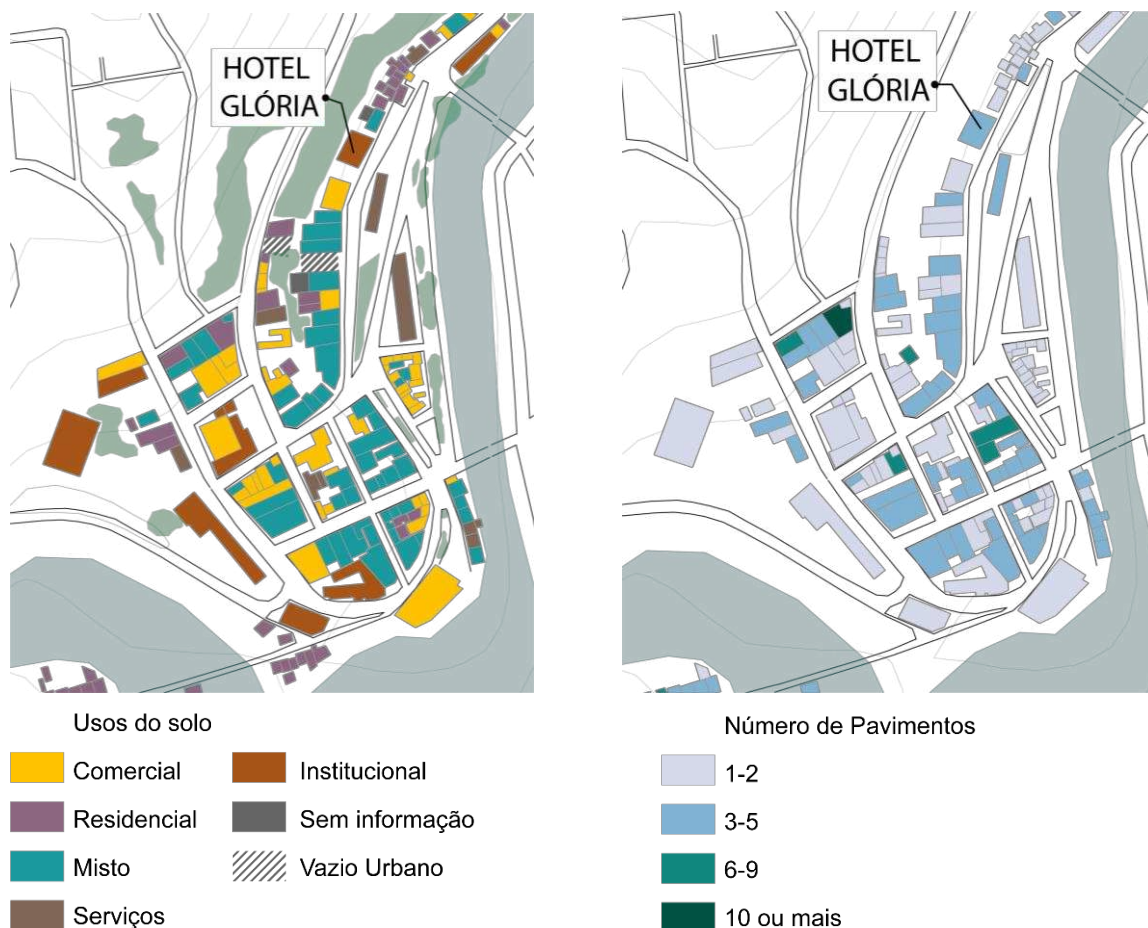 HOTEL
GLÓRIA
HOTEL
GLÓRIA
Usos do solo
Comercial
Residencial
Misto
Serviços
Institucional
Sem informação
Vazio Urbano
Número de Pavimentos
1-2
3-5
6-9
10 ou mais